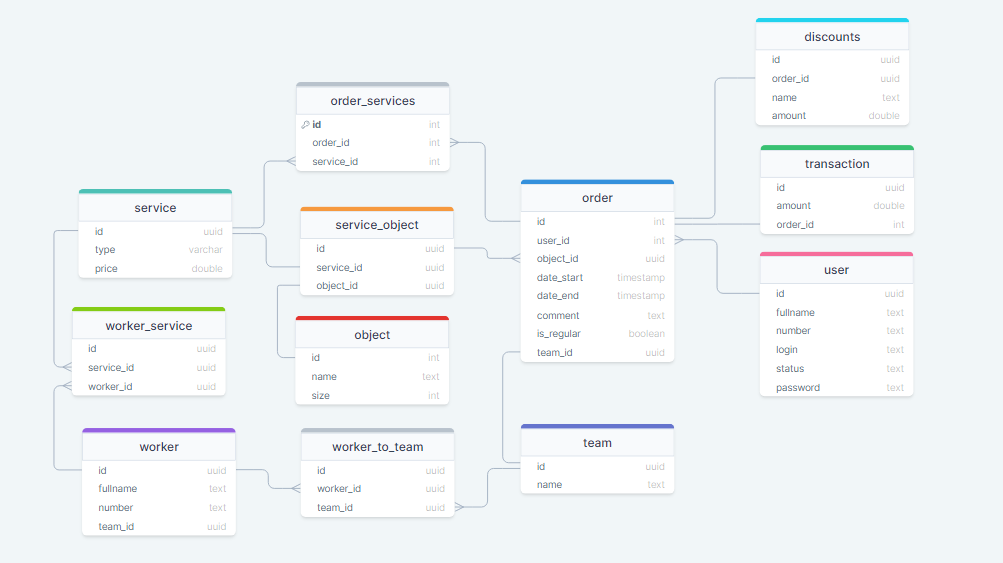 discounts
id uuid
order_id uuid
name text
amount double
order_services
id int
order_id int
service_id int
transaction
id uuid
amount double
order_id int
service
id uuid
type varchar
price double
service_object
id uuid
service_id uuid
object_id uuid
order
id int
user_id int
object_id uuid
date_start timestamp
date_end timestamp
comment text
is_regular boolean
team_id uuid
user
id uuid
fullname text
number text
login text
status text
password text
worker_service
id uuid
service_id uuid
worker_id uuid
object
id int
name text
size int
worker
id uuid
fullname text
number text
team_id uuid
worker_to_team
id uuid
worker_id uuid
team_id uuid
team
id uuid
name text